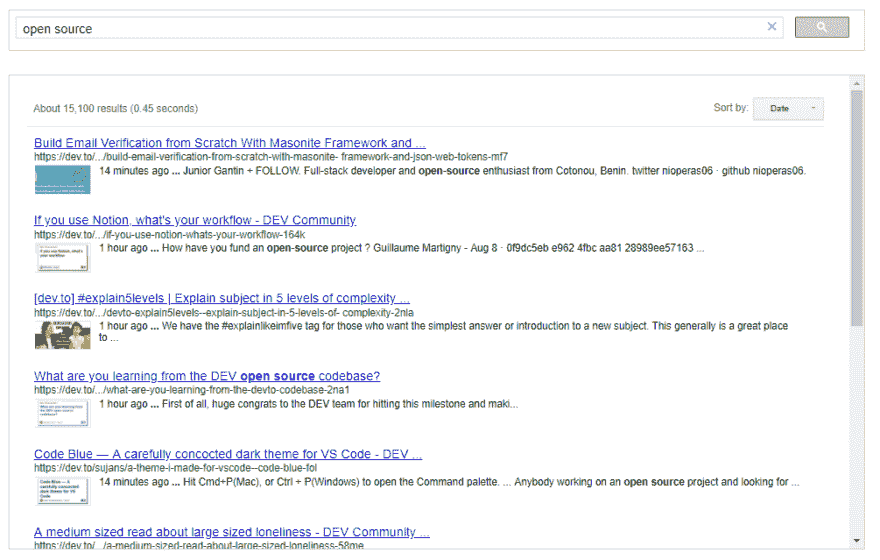 open source
About 15,100 results (0.45 seconds)
Sort by: Date
Build Email Verification from Scratch With Masonite Framework and ...
https://dev.to/.../build-email-verification-from-scratch-with-masonite- framework-and-json-web-tokens-mf7
14 minutes ago ... Junior Gantin + FOLLOW. Full-stack developer and open-source enthusiast from Cotonou, Benin. twitter nioperas06 · github nioperas06.
If you use Notion, what's your workflow - DEV Community
https://dev.to/.../if-you-use-notion-whats-your-workflow-164k
1 hour ago ... How have you fund an open-source project ? Guillaume Martigny - Aug 8 · 0f9dc5eb e962 4fbc aa81 28989ee57163 ...
[dev.to] #explain5levels | Explain subject in 5 levels of complexity ...
https://dev.to/.../devto-explain5levels--explain-subject-in-5-levels-of- complexity-2nla
1 hour ago ... We have the #explainlikeimfive tag for those who want the simplest answer or introduction to a new subject. This generally is a great place
to ...
What are you learning from the DEV open source codebase?
https://dev.to/.../what-are-you-learning-from-the-devto-codebase-2na1
1 hour ago ... First of all, huge congrats to the DEV team for hitting this milestone and maki...
Code Blue — A carefully concocted dark theme for VS Code - DEV ...
https://dev.to/sujans/a-theme-i-made-for-vscode--code-blue-fol
14 minutes ago ... Hit Cmd+P(Mac), or Ctrl + P(Windows) to open the Command palette. ... Anybody working on an open source project and looking for ...
A medium sized read about large sized loneliness - DEV Community ...
https://dev.to/.../a-medium-sized-read-about-large-sized-loneliness-58me